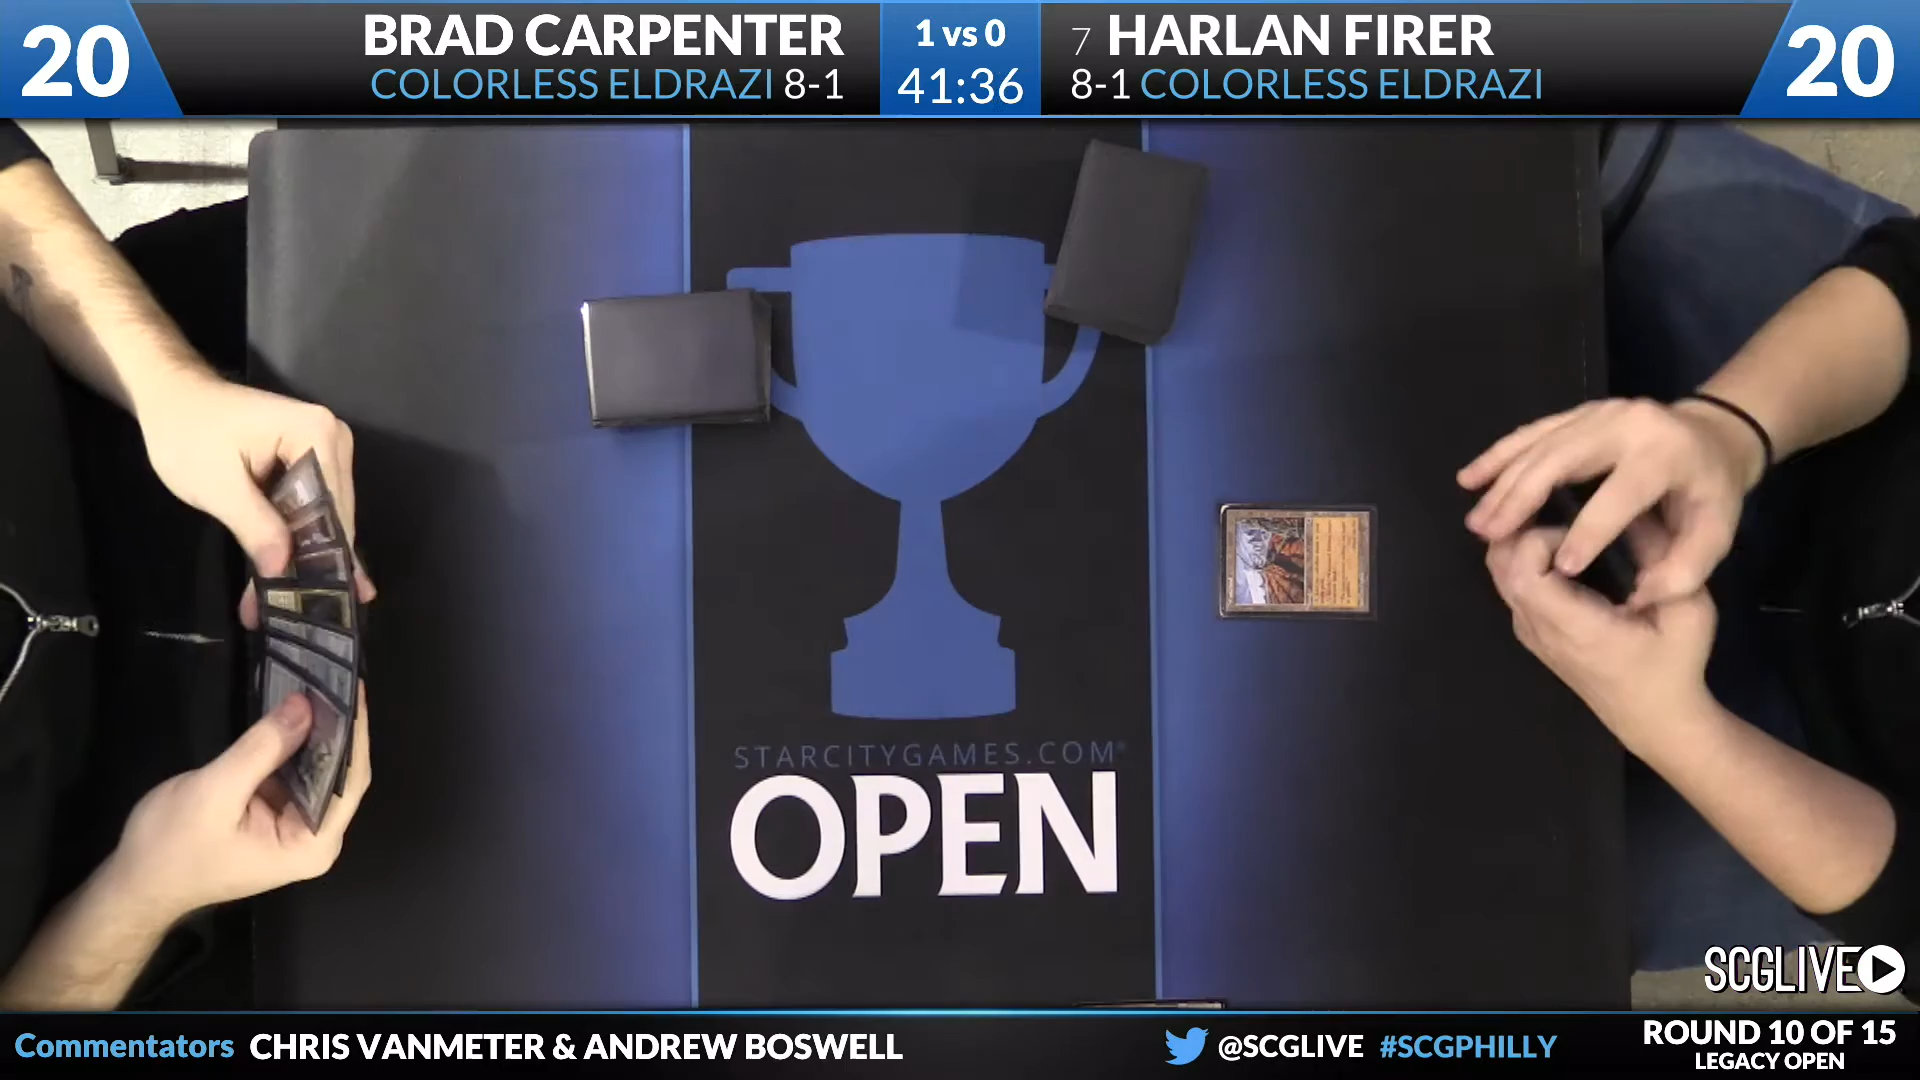 20
BRAD CARPENTER
COLORLESS ELDRAZI 8-1
1 vs 0
41:36
7 HARLAN FIRER
8-1 COLORLESS ELDRAZI
20
STARCITYGAMES.COM®
OPEN
SCGLIVE
Commentators CHRIS VANMETER & ANDREW BOSWELL
@SCGLIVE #SCGPHILLY
ROUND 10 OF 15
LEGACY OPEN